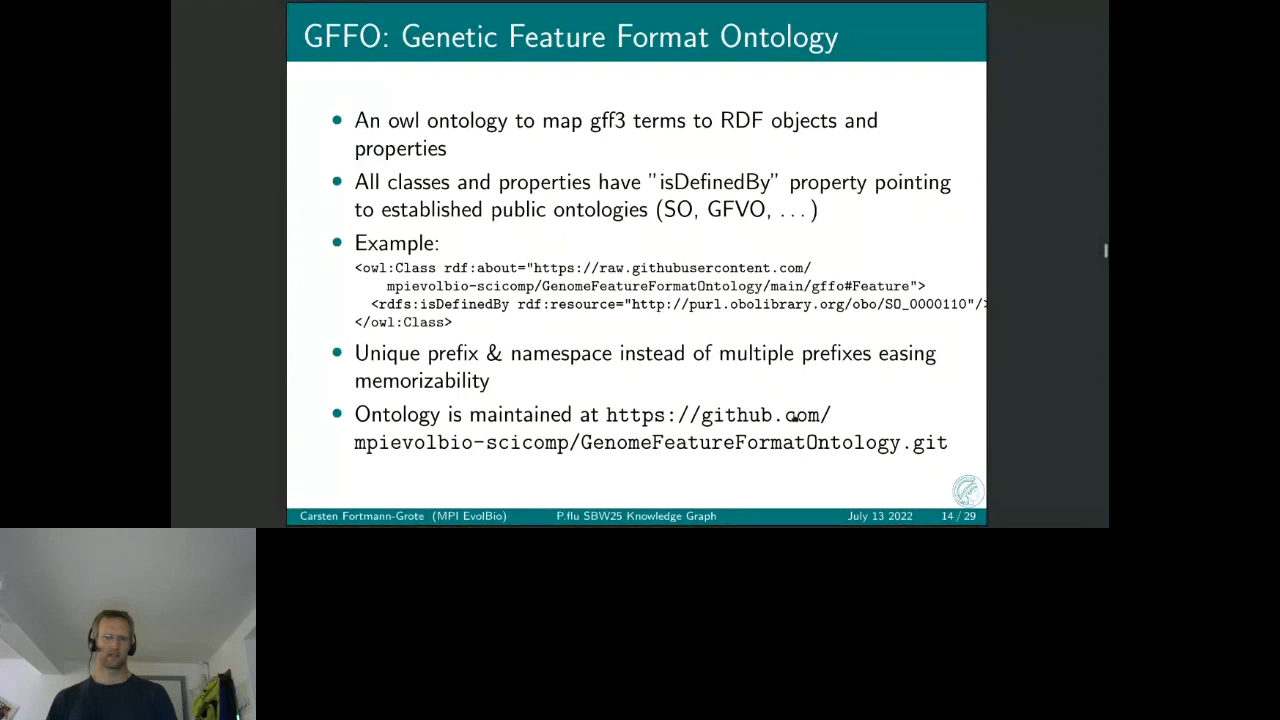 GFFO: Genetic Feature Format Ontology
An owl ontology to map gff3 terms to RDF objects and
properties
All classes and properties have ”isDefinedBy” property pointing
to established public ontologies (SO, GFVO, . . . )
Example:
<owl:Class rdf:about="https://raw.githubusercontent.com/
mpievolbio-scicomp/GenomeFeatureFormatOntology/main/gffo#Feature">
<rdfs:isDefinedBy rdf:resource="http://purl.obolibrary.org/obo/SO_0000110"/>
</owl:Class>
Unique prefix & namespace instead of multiple prefixes easing
memorizability
Ontology is maintained at https://github.com/
mpievolbio-scicomp/GenomeFeatureFormatOntology.git
Carsten Fortmann-Grote (MPI EvolBio) P.flu SBW25 Knowledge Graph July 13 2022 14 / 29